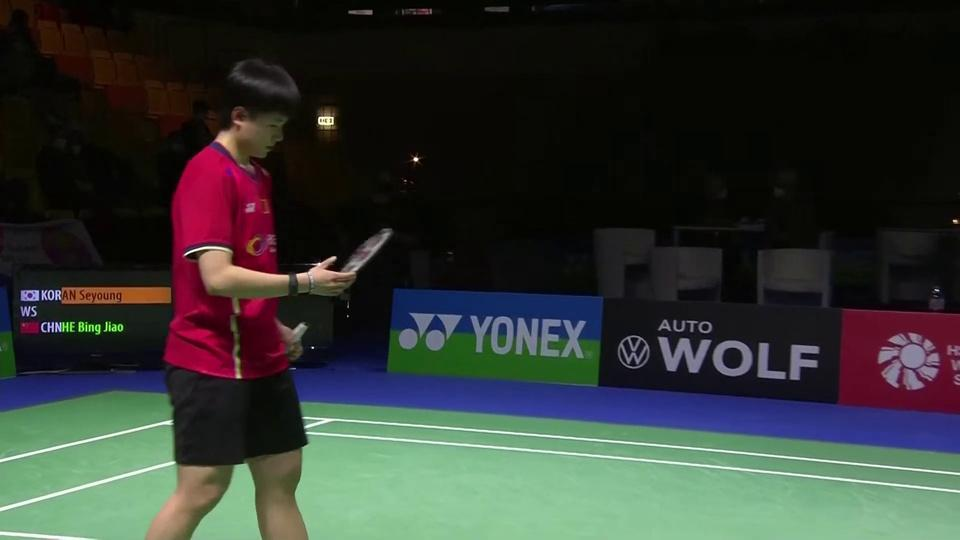 KOR AN Seyoung
WS
CHN HE Bing Jiao
YONEX
AUTO
WOLF